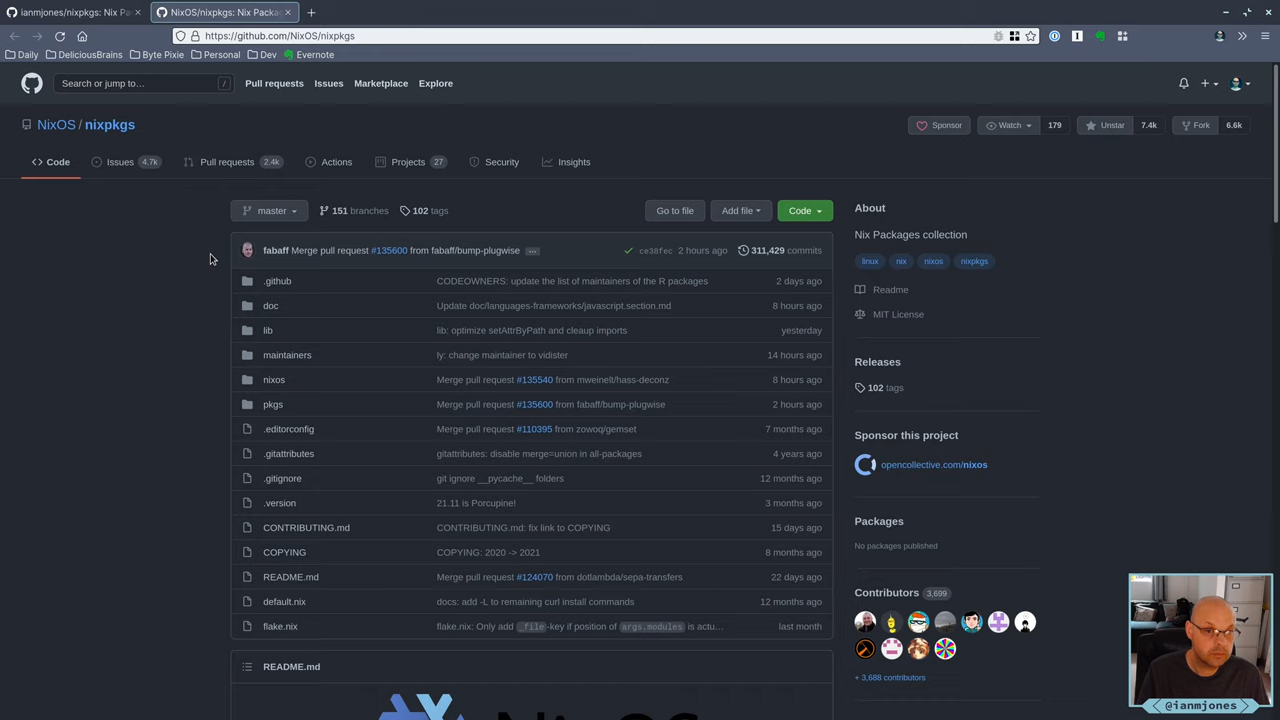 ianmjones/nixpkgs: Nix Pa
NixOS/nixpkgs: Nix Packa
https://github.com/NixOS/nixpkgs
Daily
DeliciousBrains
Byte Pixie
Personal
Dev
Evernote
Search or jump to…
/
Pull requests
Issues
Marketplace
Explore
NixOS / nixpkgs
Sponsor
Watch
179
Unstar
7.4k
Fork
6.6k
Code
Issues 4.7k
Pull requests 2.4k
Actions
Projects 27
Security
Insights
master
151 branches
102 tags
Go to file
Add file
Code
fabaff Merge pull request #135600 from fabaff/bump-plugwise ...
ce38fec 2 hours ago
311,429 commits
.github CODEOWNERS: update the list of maintainers of the R packages 2 days ago
doc Update doc/languages-frameworks/javascript.section.md 8 hours ago
lib lib: optimize setAttrByPath and cleaup imports yesterday
maintainers ly: change maintainer to vidister 14 hours ago
nixos Merge pull request #135540 from mweinelt/hass-deconz 8 hours ago
pkgs Merge pull request #135600 from fabaff/bump-plugwise 2 hours ago
.editorconfig Merge pull request #110395 from zowoq/gemset 7 months ago
.gitattributes gitattributes: disable merge=union in all-packages 4 years ago
.gitignore git ignore __pycache__ folders 12 months ago
.version 21.11 is Porcupine! 3 months ago
CONTRIBUTING.md CONTRIBUTING.md: fix link to COPYING 15 days ago
COPYING COPYING: 2020 -> 2021 8 months ago
README.md Merge pull request #124070 from dotlambda/sepa-transfers 22 days ago
default.nix docs: add -L to remaining curl install commands 12 months ago
flake.nix flake.nix: Only add _file-key if position of args.modules is actu… last month
README.md
NixOS
About
Nix Packages collection
linux
nix
nixos
nixpkgs
Readme
MIT License
Releases
102 tags
Sponsor this project
opencollective.com/nixos
Packages
No packages published
Contributors 3,699
+ 3,688 contributors
@ianmjones